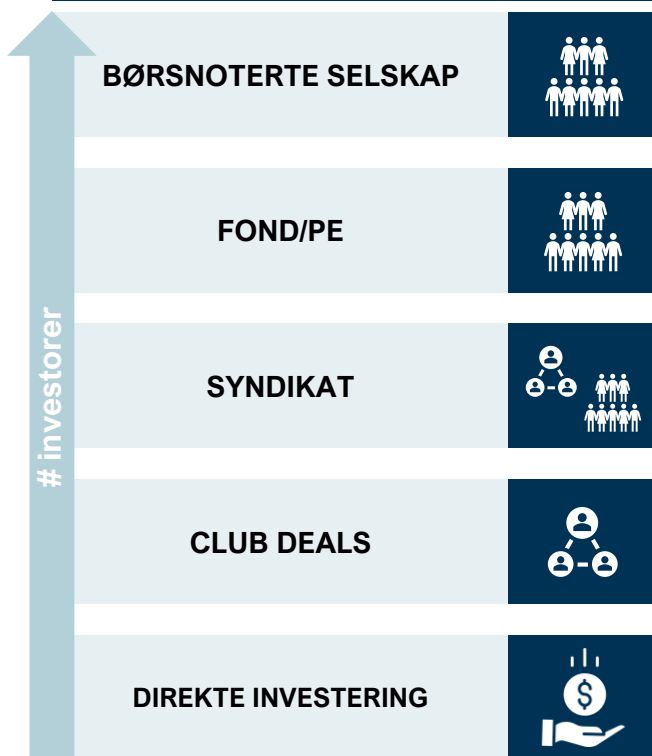 BØRSNOTERTE SELSKAP
FOND/PE
SYNDIKAT
CLUB DEALS
DIREKTE INVESTERING
# investorer
$